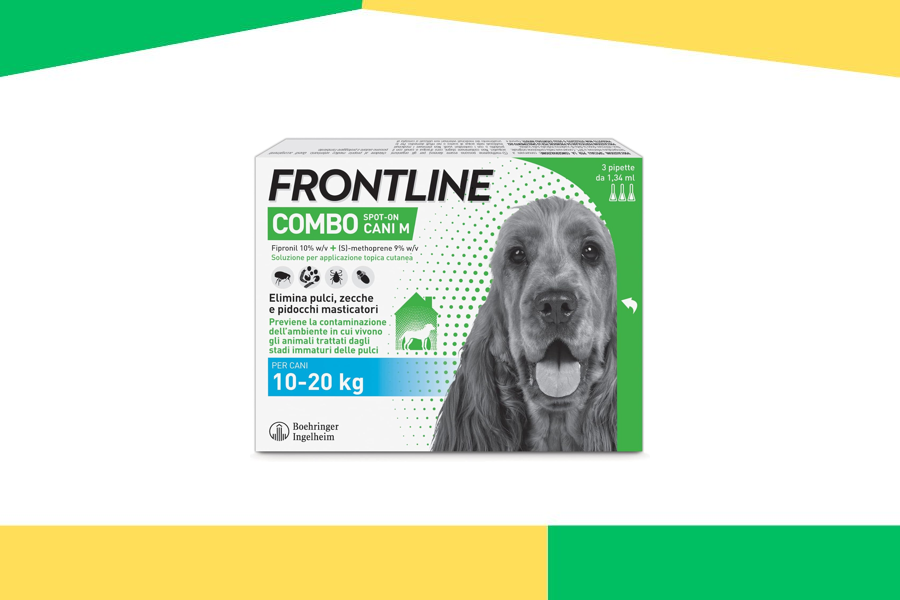 FRONTLINE
COMBO SPOT-ON
CANI M
Fipronil 10% w/v + (S)-methoprene 9% w/v
Soluzione per applicazione topica cutanea
Elimina pulci, zecche
e pidocchi masticatori
Previene la contaminazione
dell'ambiente in cui vivono
gli animali trattati dagli
stadi immaturi delle pulci
PER CANI
10-20 kg
Boehringer
Ingelheim
3 pipette
da 1,34 ml